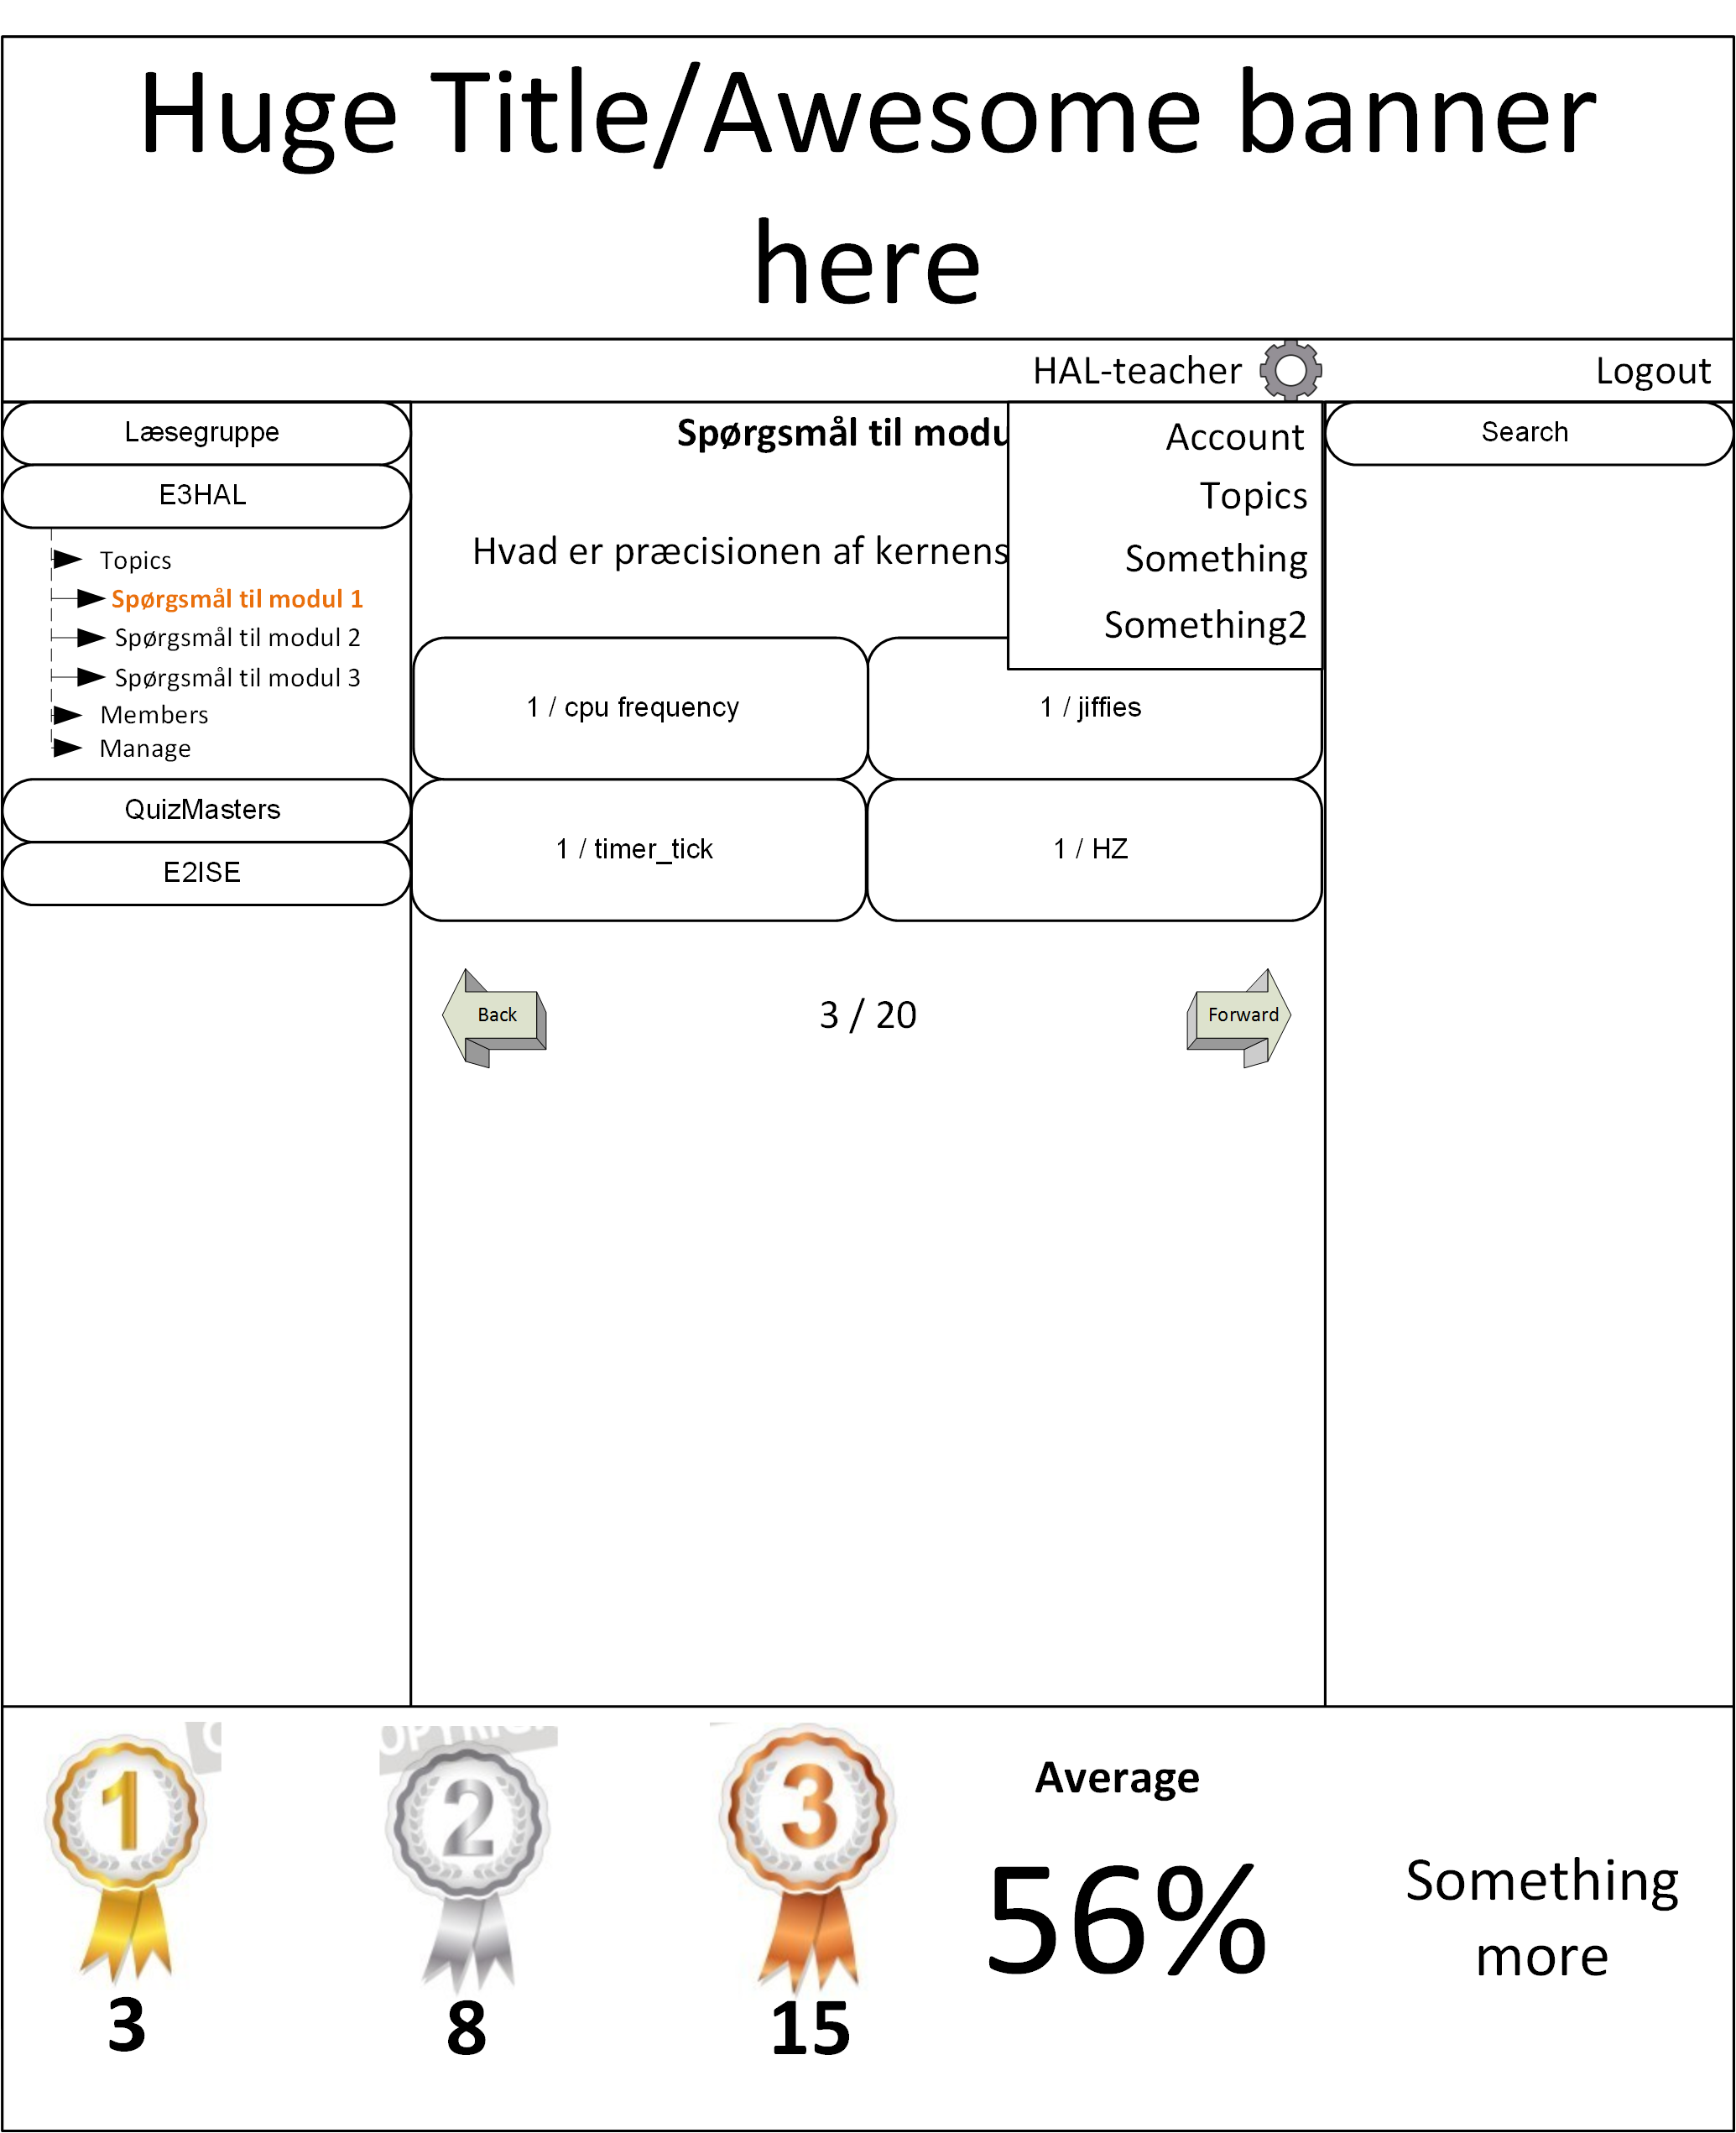 Huge Title/Awesome banner
here
HAL-teacher
Logout
Læsegruppe
E3HAL
Topics
Spørgsmål til modul 1
Spørgsmål til modul 2
Spørgsmål til modul 3
Members
Manage
QuizMasters
E2ISE
Spørgsmål til modu
Hvad er præcisionen af kernens
1 / cpu frequency
1 / jiffies
1 / timer_tick
1 / HZ
Back
3 / 20
Forward
Account
Topics
Something
Something2
Search
1
2
3
3
8
15
Average
56%
Something
more